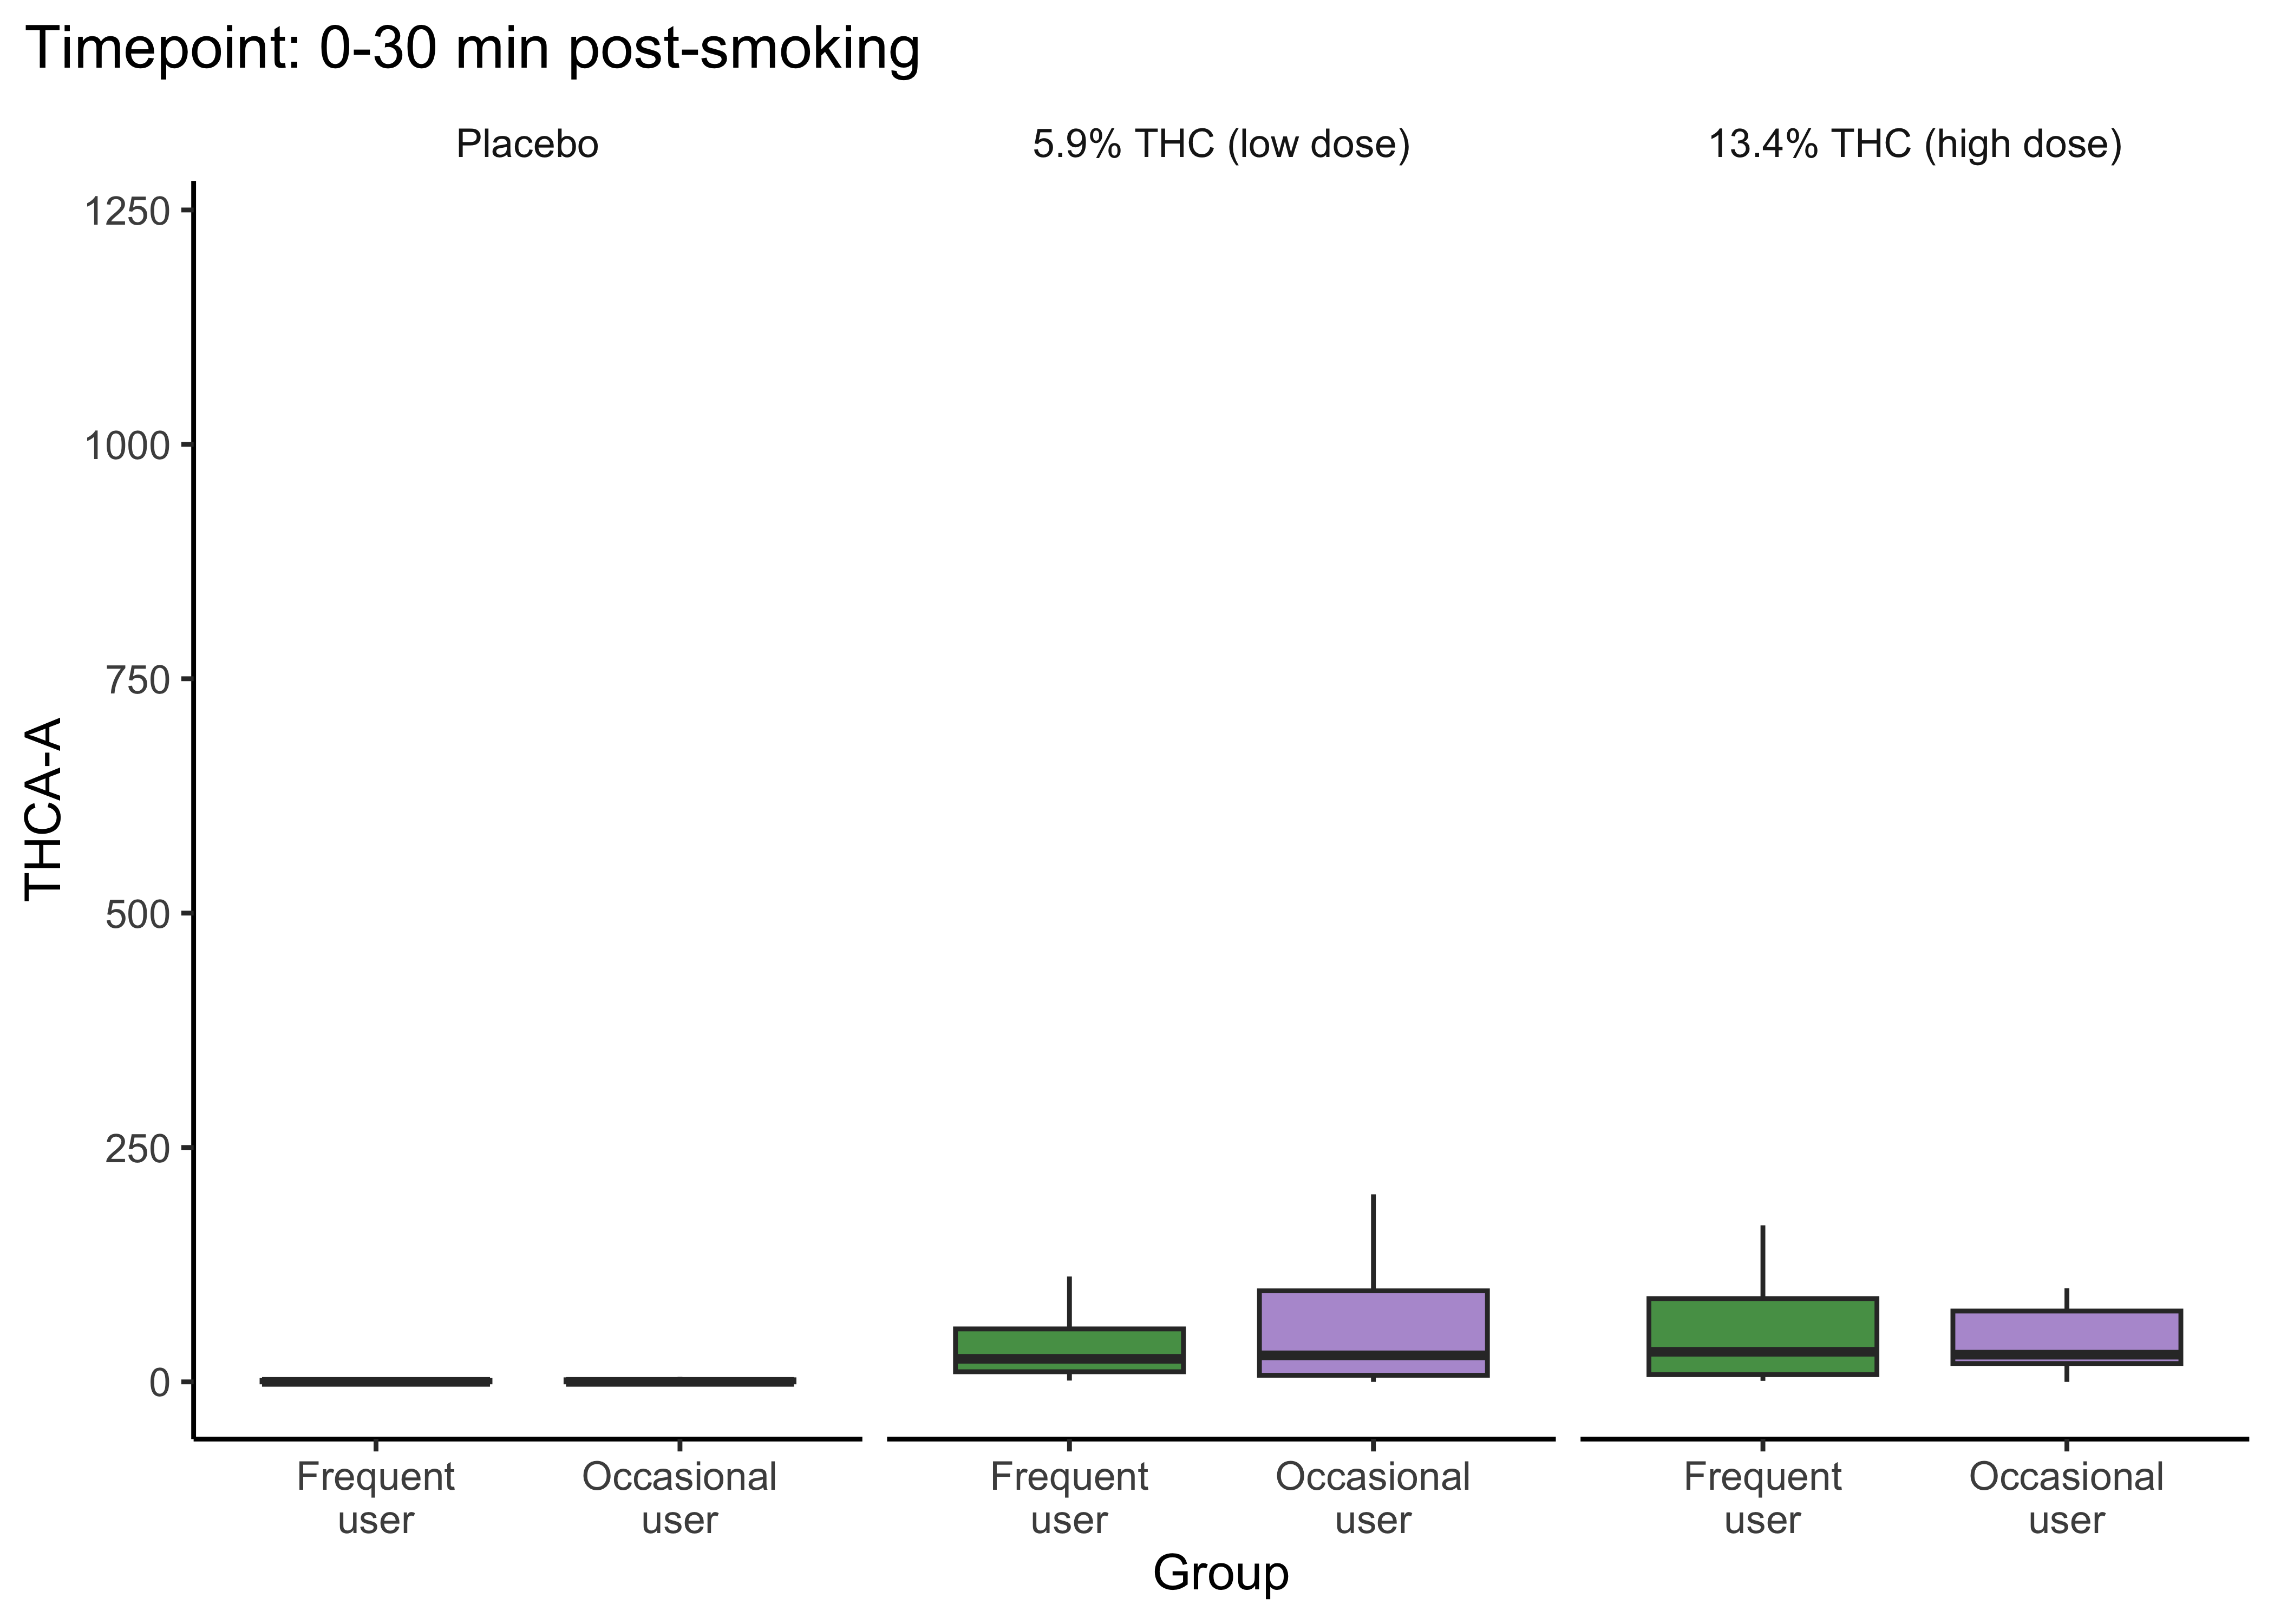 Timepoint: 0-30 min post-smoking
Placebo
5.9% THC (low dose)
13.4% THC (high dose)
1250
1000
750
500
250
0
THCA-A
Frequent
user
Occasional
user
Frequent
user
Occasional
user
Frequent
user
Occasional
user
Group